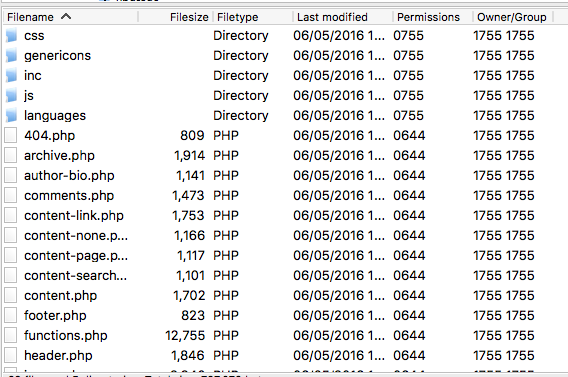 Filename Filesize Filetype Last modified Permissions Owner/Group
css Directory 06/05/2016 1... 0755 1755 1755
genericons Directory 06/05/2016 1... 0755 1755 1755
inc Directory 06/05/2016 1... 0755 1755 1755
js Directory 06/05/2016 1... 0755 1755 1755
languages Directory 06/05/2016 1... 0755 1755 1755
404.php 809 PHP 06/05/2016 1... 0644 1755 1755
archive.php 1,914 PHP 06/05/2016 1... 0644 1755 1755
author-bio.php 1,141 PHP 06/05/2016 1... 0644 1755 1755
comments.php 1,473 PHP 06/05/2016 1... 0644 1755 1755
content-link.php 1,753 PHP 06/05/2016 1... 0644 1755 1755
content-none.p... 1,166 PHP 06/05/2016 1... 0644 1755 1755
content-page.p... 1,117 PHP 06/05/2016 1... 0644 1755 1755
content-search... 1,101 PHP 06/05/2016 1... 0644 1755 1755
content.php 1,702 PHP 06/05/2016 1... 0644 1755 1755
footer.php 823 PHP 06/05/2016 1... 0644 1755 1755
functions.php 12,755 PHP 06/05/2016 1... 0644 1755 1755
header.php 1,846 PHP 06/05/2016 1... 0644 1755 1755